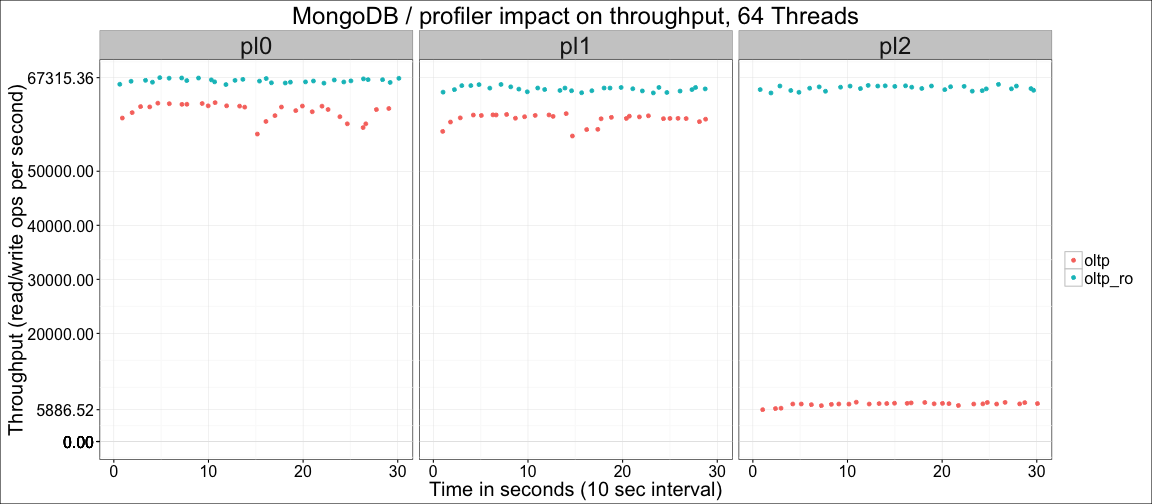 MongoDB / profiler impact on throughput, 64 Threads
pl0 pl1 pl2
Throughput (read/write ops per second)
67315.36
50000.00
40000.00
30000.00
20000.00
5886.52
0.00
oltp
oltp_ro
0 10 20 30 0 10 20 30 0 10 20 30
Time in seconds (10 sec interval)